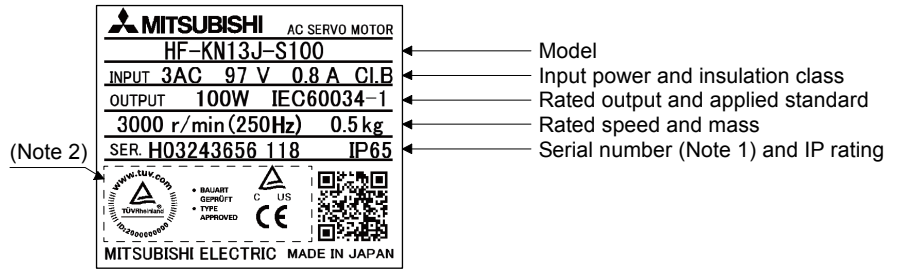 MITSUBISHI AC SERVO MOTOR
HF-KN13J-S100
Model
INPUT 3AC 97 V 0.8 A CI.B
Input power and insulation class
OUTPUT 100W IEC60034-1
Rated output and applied standard
3000 r/min(250Hz) 0.5kg
Rated speed and mass
SER. H03243656 118 IP65
Serial number (Note 1) and IP rating
(Note 2)
www.tuv.com
TÜVRheinland®
ID:2000000000
• BAUART
GEPRÜFT
• TYPE
APPROVED
C US
CE
MITSUBISHI ELECTRIC MADE IN JAPAN